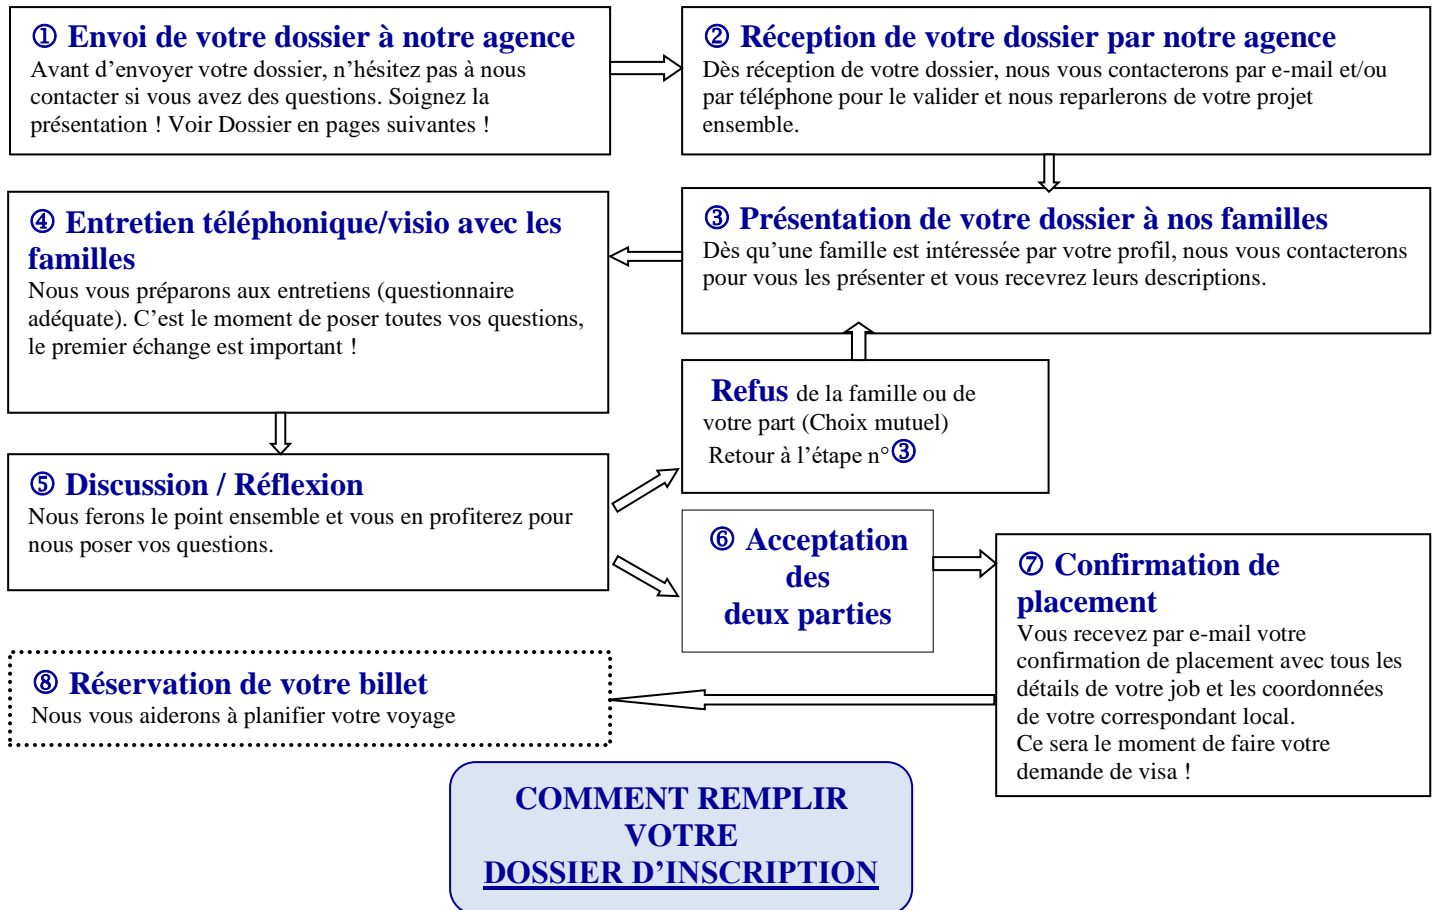 ① Envoi de votre dossier à notre agence
Avant d’envoyer votre dossier, n’hésitez pas à nous
contacter si vous avez des questions. Soignez la
présentation ! Voir Dossier en pages suivantes !
② Réception de votre dossier par notre agence
Dès réception de votre dossier, nous vous contacterons par e-mail et/ou
par téléphone pour le valider et nous reparlerons de votre projet
ensemble.
③ Présentation de votre dossier à nos familles
Dès qu’une famille est intéressée par votre profil, nous vous contacterons
pour vous les présenter et vous recevrez leurs descriptions.
④ Entretien téléphonique/visio avec les
familles
Nous vous préparons aux entretiens (questionnaire
adéquate). C’est le moment de poser toutes vos questions,
le premier échange est important !
⑤ Discussion / Réflexion
Nous ferons le point ensemble et vous en profiterez pour
nous poser vos questions.
Refus de la famille ou de
votre part (Choix mutuel)
Retour à l’étape n°③
⑥ Acceptation
des
deux parties
⑦ Confirmation de
placement
Vous recevez par e-mail votre
confirmation de placement avec tous les
détails de votre job et les coordonnées
de votre correspondant local.
Ce sera le moment de faire votre
demande de visa !
⑧ Réservation de votre billet
Nous vous aiderons à planifier votre voyage
COMMENT REMPLIR
VOTRE
DOSSIER D’INSCRIPTION